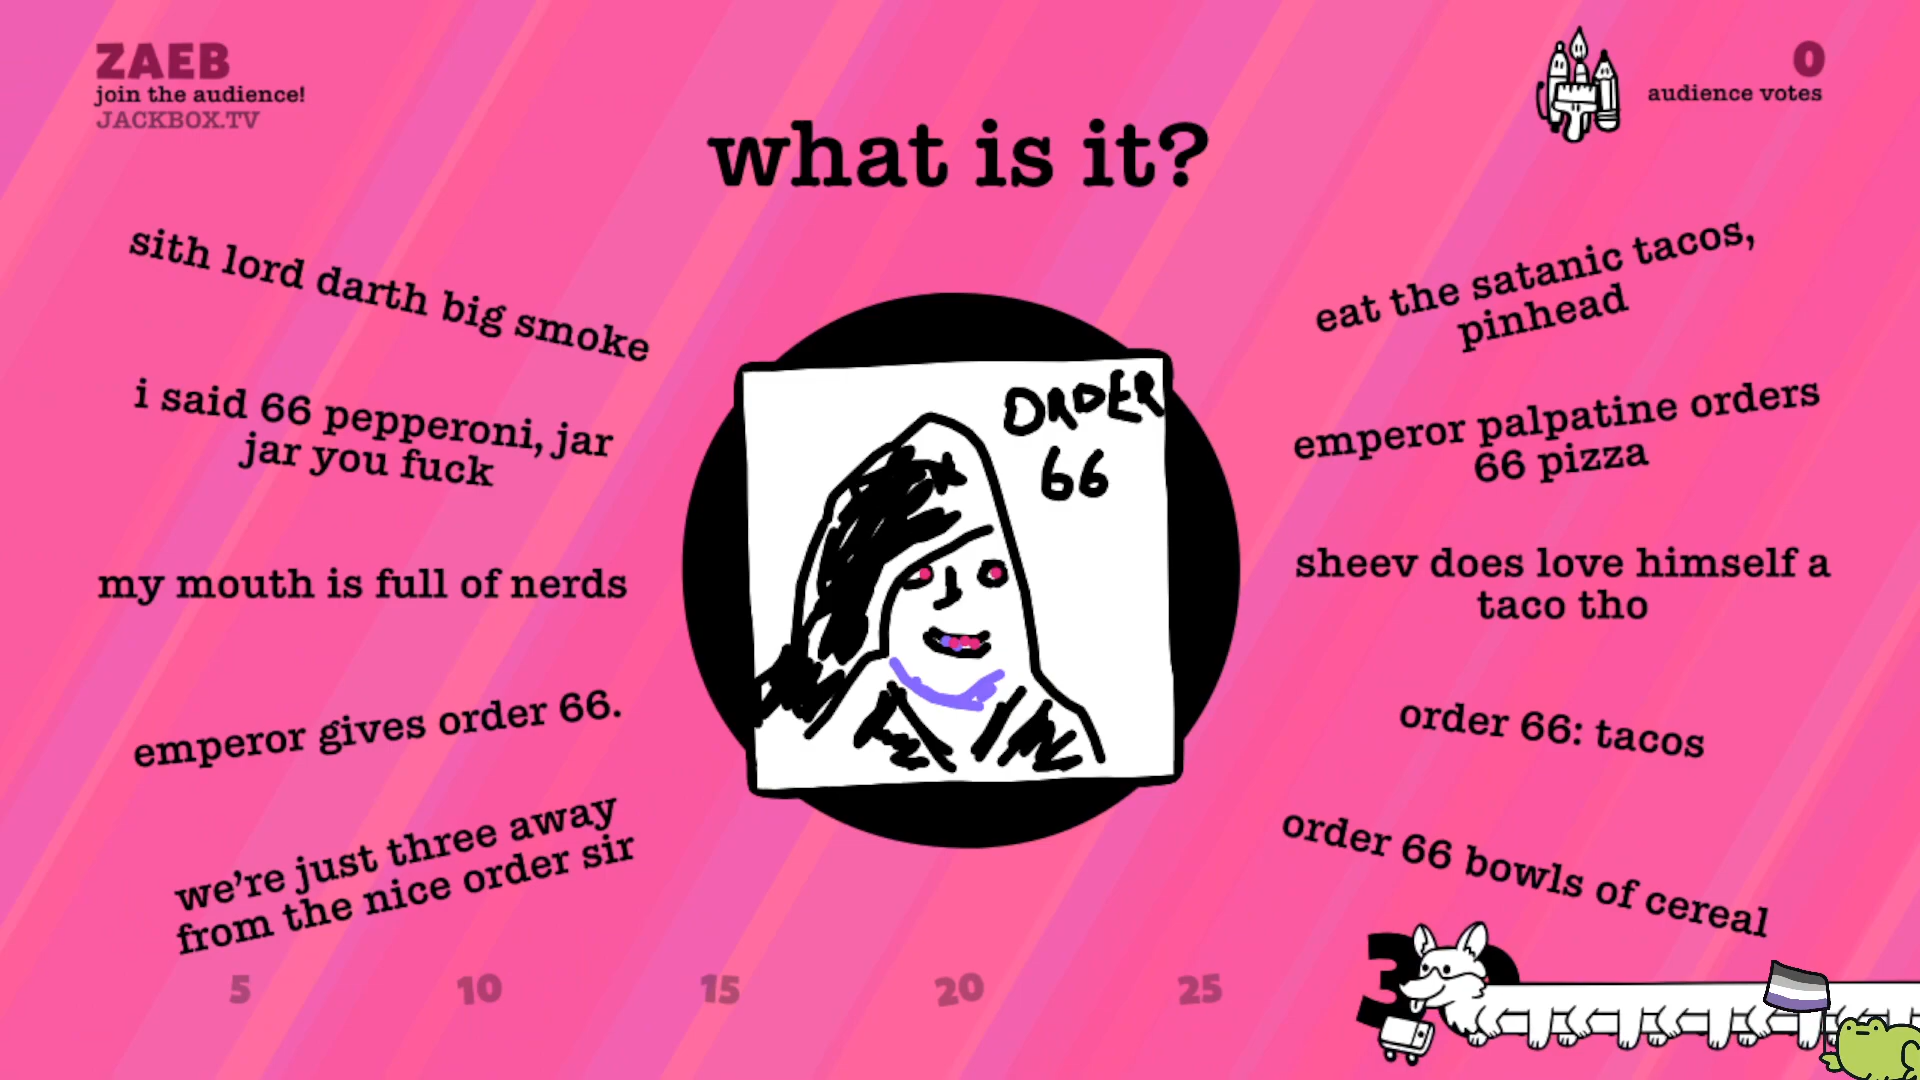 ZAEB
join the audience!
JACKBOX.TV
0
audience votes
what is it?
sith lord darth big smoke
i said 66 pepperoni, jar
jar you fuck
my mouth is full of nerds
emperor gives order 66.
we're just three away
from the nice order sir
ORDER
66
eat the satanic tacos,
pinhead
emperor palpatine orders
66 pizza
sheev does love himself a
taco tho
order 66: tacos
order 66 bowls of cereal
5 10 15 20 25 30